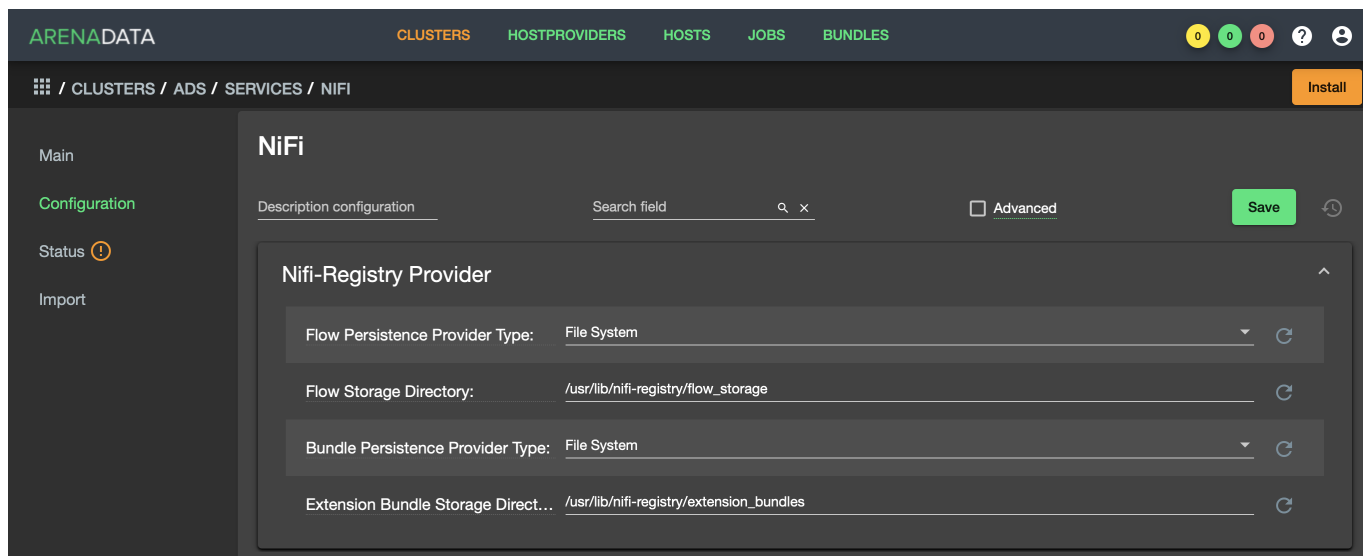 ARENADATA CLUSTERS HOSTPROVIDERS HOSTS JOBS BUNDLES 0 0 0 ?
/ CLUSTERS / ADS / SERVICES / NIFI Install
Main
Configuration
Status !
Import
NiFi
Description configuration Search field Advanced Save
Nifi-Registry Provider
Flow Persistence Provider Type: File System
Flow Storage Directory: /usr/lib/nifi-registry/flow_storage
Bundle Persistence Provider Type: File System
Extension Bundle Storage Direct... /usr/lib/nifi-registry/extension_bundles